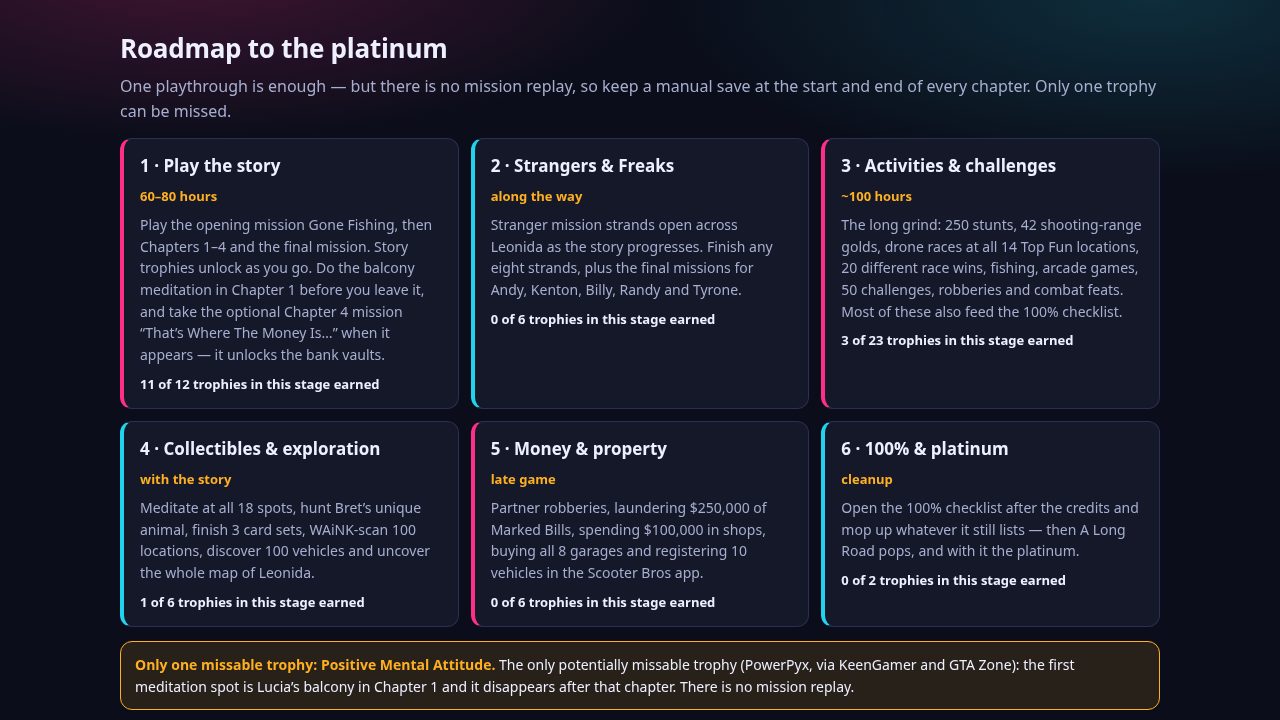 Roadmap to the platinum
One playthrough is enough — but there is no mission replay, so keep a manual save at the start and end of every chapter. Only one trophy
can be missed.
1 · Play the story
60–80 hours
Play the opening mission Gone Fishing, then
Chapters 1–4 and the final mission. Story
trophies unlock as you go. Do the balcony
meditation in Chapter 1 before you leave it,
and take the optional Chapter 4 mission
“That’s Where The Money Is…” when it
appears — it unlocks the bank vaults.
11 of 12 trophies in this stage earned
2 · Strangers & Freaks
along the way
Stranger mission strands open across
Leonida as the story progresses. Finish any
eight strands, plus the final missions for
Andy, Kenton, Billy, Randy and Tyrone.
0 of 6 trophies in this stage earned
3 · Activities & challenges
~100 hours
The long grind: 250 stunts, 42 shooting-range
golds, drone races at all 14 Top Fun locations,
20 different race wins, fishing, arcade games,
50 challenges, robberies and combat feats.
Most of these also feed the 100% checklist.
3 of 23 trophies in this stage earned
4 · Collectibles & exploration
with the story
Meditate at all 18 spots, hunt Bret’s unique
animal, finish 3 card sets, WAiNK-scan 100
locations, discover 100 vehicles and uncover
the whole map of Leonida.
1 of 6 trophies in this stage earned
5 · Money & property
late game
Partner robberies, laundering $250,000 of
Marked Bills, spending $100,000 in shops,
buying all 8 garages and registering 10
vehicles in the Scooter Bros app.
0 of 6 trophies in this stage earned
6 · 100% & platinum
cleanup
Open the 100% checklist after the credits and
mop up whatever it still lists — then A Long
Road pops, and with it the platinum.
0 of 2 trophies in this stage earned
Only one missable trophy: Positive Mental Attitude. The only potentially missable trophy (PowerPyx, via KeenGamer and GTA Zone): the first
meditation spot is Lucia’s balcony in Chapter 1 and it disappears after that chapter. There is no mission replay.